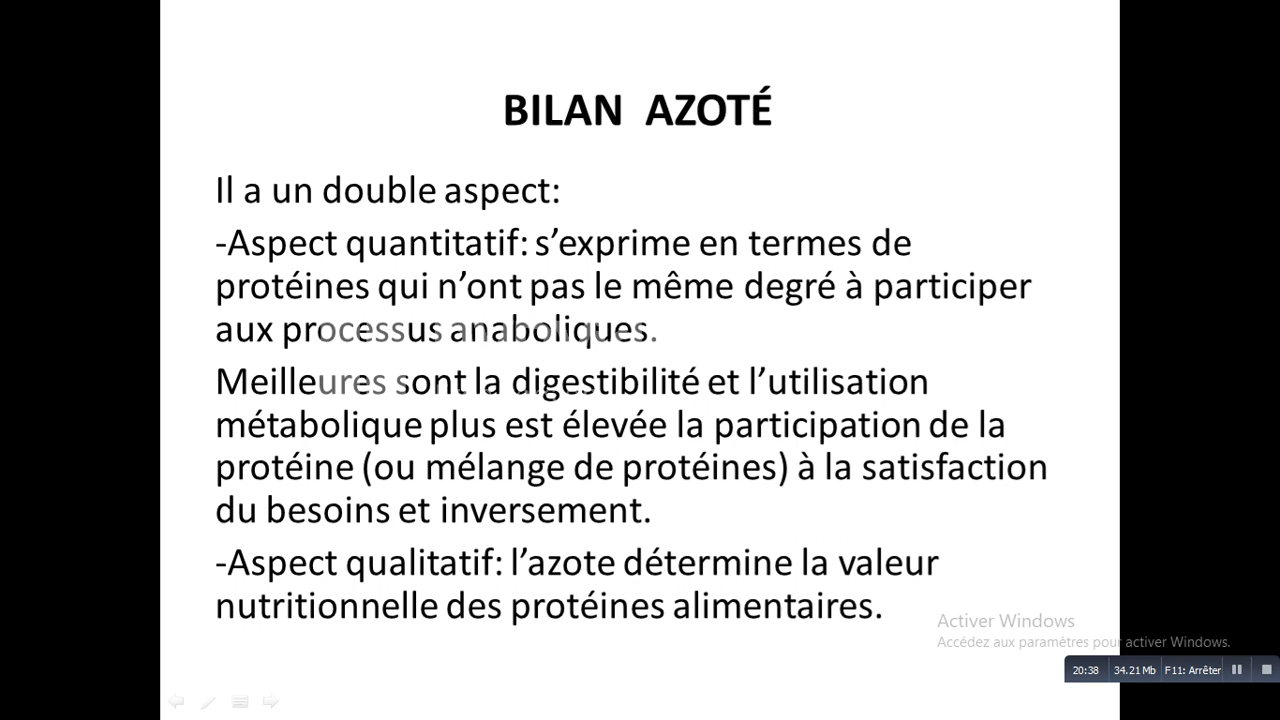 BILAN AZOTÉ
Il a un double aspect:
-Aspect quantitatif: s’exprime en termes de
protéines qui n’ont pas le même degré à participer
aux processus anaboliques.
Meilleures sont la digestibilité et l’utilisation
métabolique plus est élevée la participation de la
protéine (ou mélange de protéines) à la satisfaction
du besoins et inversement.
-Aspect qualitatif: l’azote détermine la valeur
nutritionnelle des protéines alimentaires.
Activer Windows
Accédez aux paramètres pour activer Windows.
20:38 34.21 Mb F11: Arrêter